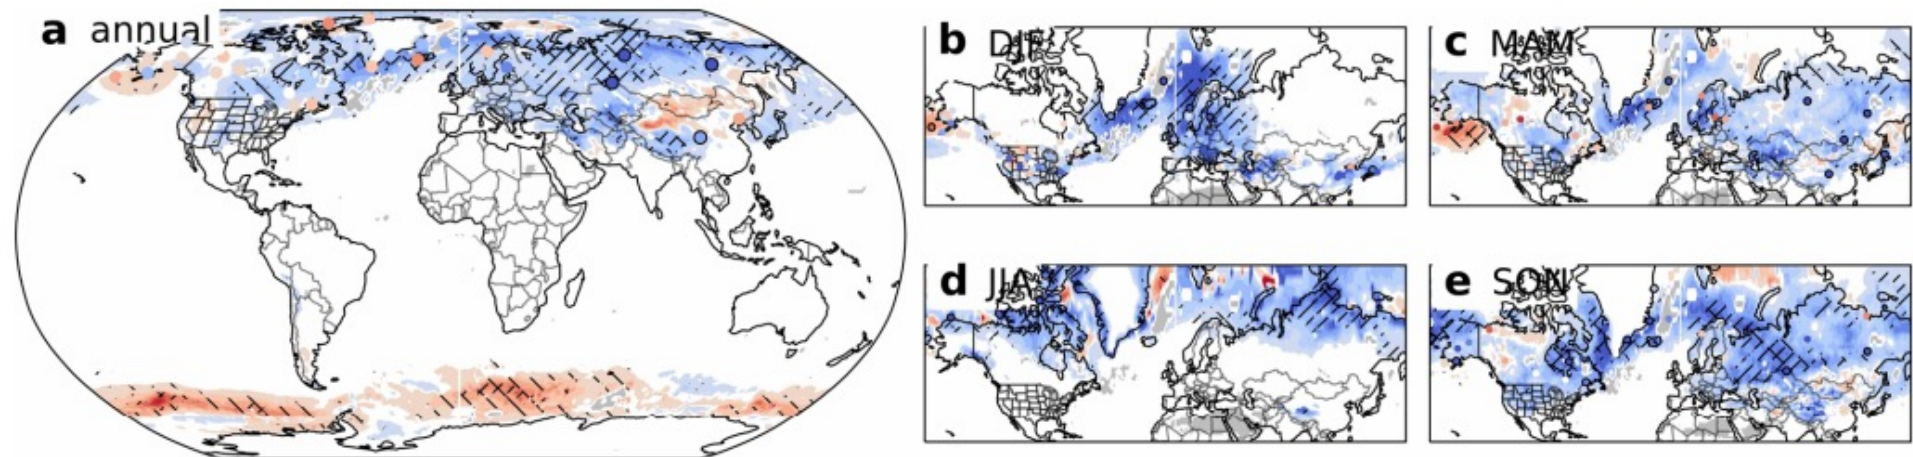 a annual
b DJF
c MAM
d JJA
e SON